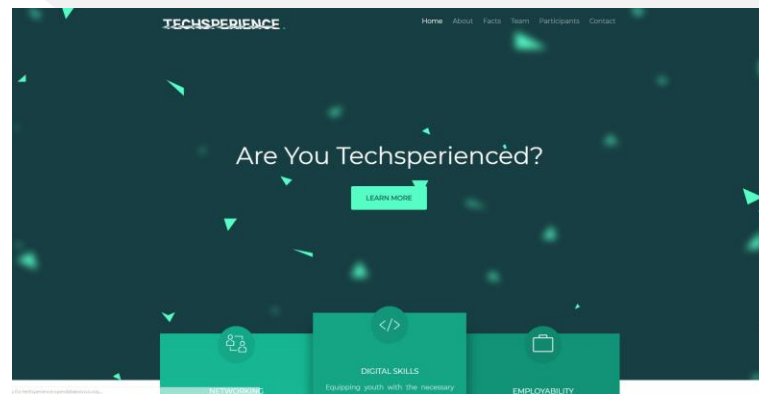 TECHSPERIENCE
Home About Facts Team Participants Contact
Are You Techsperienced?
LEARN MORE
</>
DIGITAL SKILLS
Equipping youth with the necessary
NETWORKING
EMPLOYABILITY